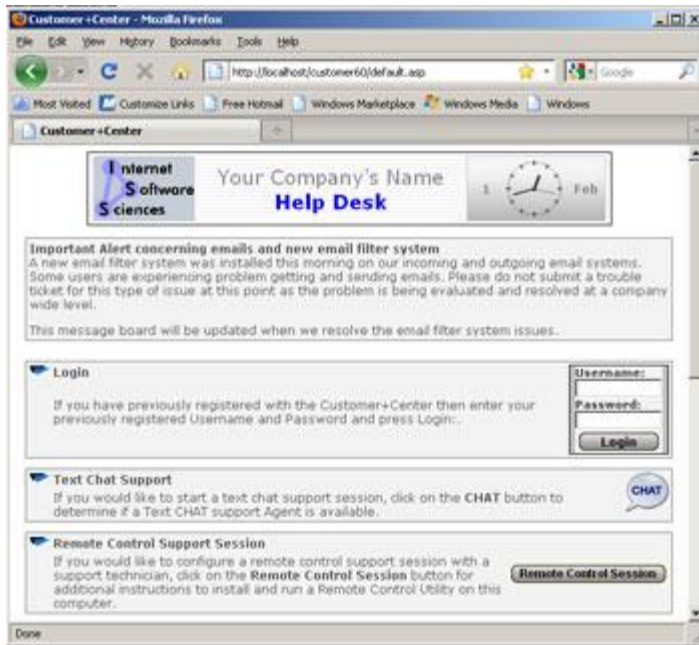 Customer+Center - Mozilla Firefox
File Edit View History Bookmarks Tools Help
http://localhost/customer60/default.asp
Google
Most Visited Customize Links Free Hotmail Windows Marketplace Windows Media Windows
Customer+Center
Internet
Software
Sciences
Your Company's Name
Help Desk
1 Feb
Important Alert concerning emails and new email filter system
A new email filter system was installed this morning on our incoming and outgoing email systems.
Some users are experiencing problem getting and sending emails. Please do not submit a trouble
ticket for this type of issue at this point as the problem is being evaluated and resolved at a company
wide level.
This message board will be updated when we resolve the email filter system issues.
Login
If you have previously registered with the Customer+Center then enter your
previously registered Username and Password and press Login:.
Username:
Password:
Login
Text Chat Support
If you would like to start a text chat support session, click on the CHAT button to
determine if a Text CHAT support Agent is available.
CHAT
Remote Control Support Session
If you would like to configure a remote control support session with a
support technician, click on the Remote Control Session button for
additional instructions to install and run a Remote Control Utility on this
computer.
Remote Control Session
Done